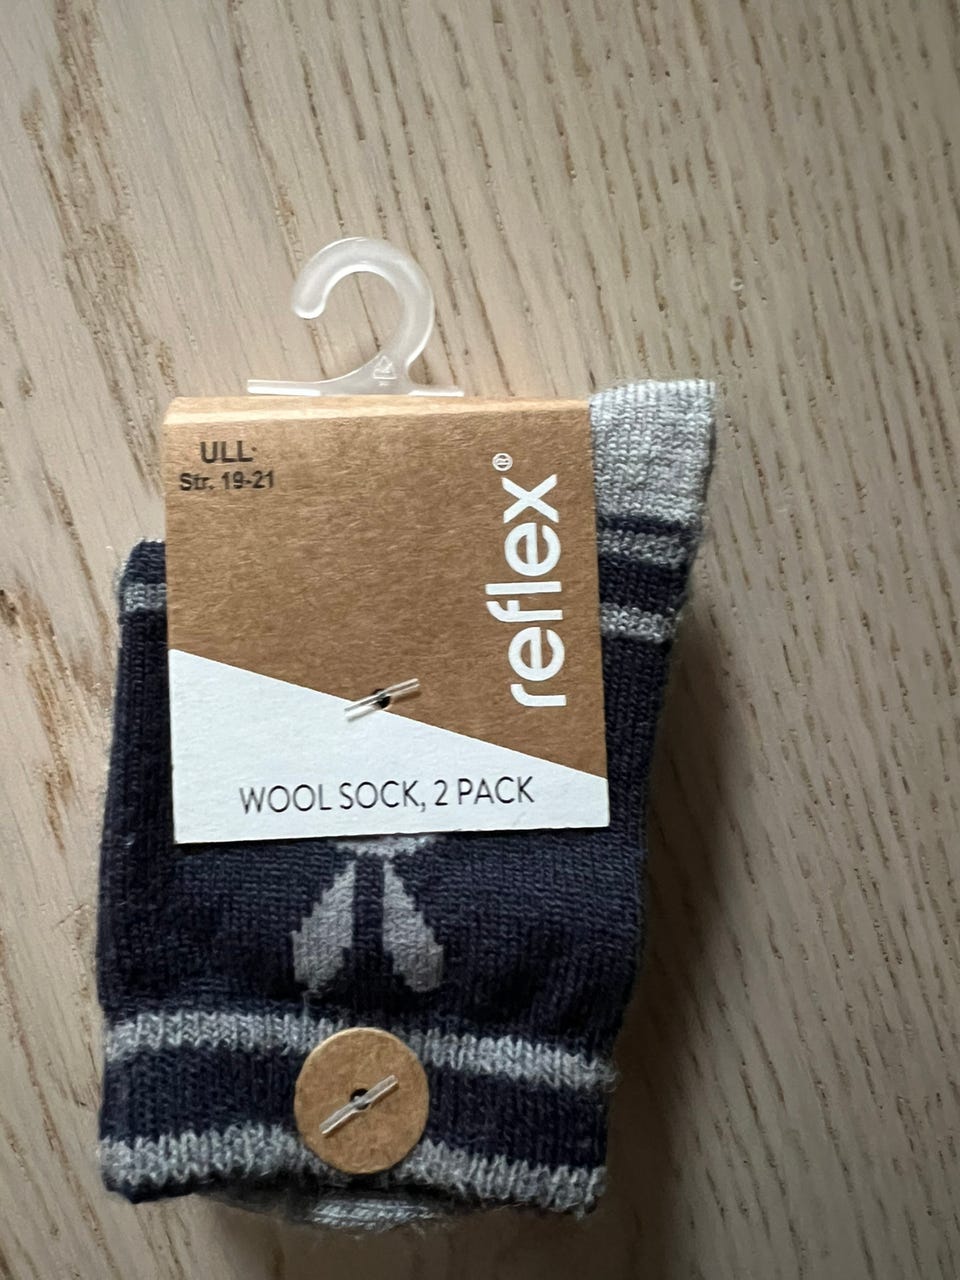 ULL
Str. 19-21
reflex®
WOOL SOCK, 2 PACK